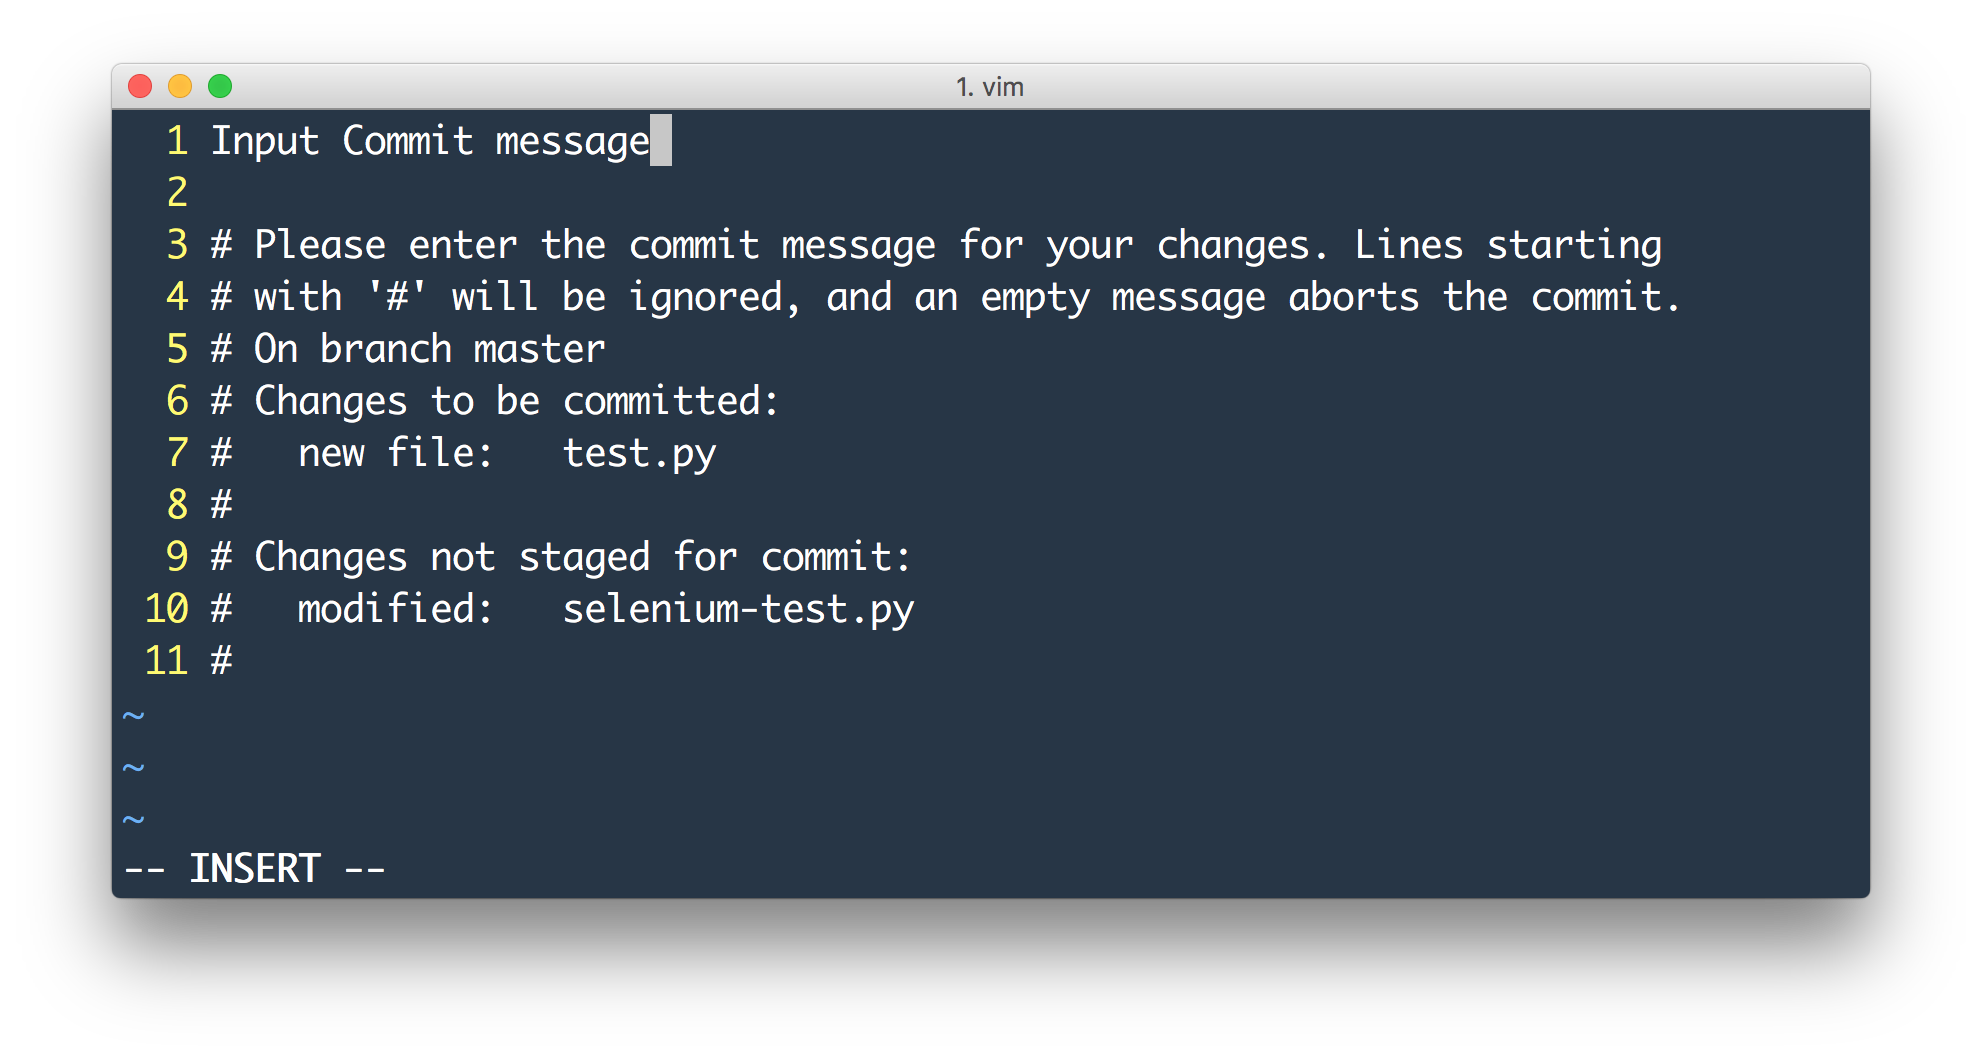 1. vim
1 Input Commit message
2
3 # Please enter the commit message for your changes. Lines starting
4 # with '#' will be ignored, and an empty message aborts the commit.
5 # On branch master
6 # Changes to be committed:
7 #   new file:   test.py
8 #
9 # Changes not staged for commit:
10 #   modified:   selenium-test.py
11 #
~
~
~
-- INSERT --